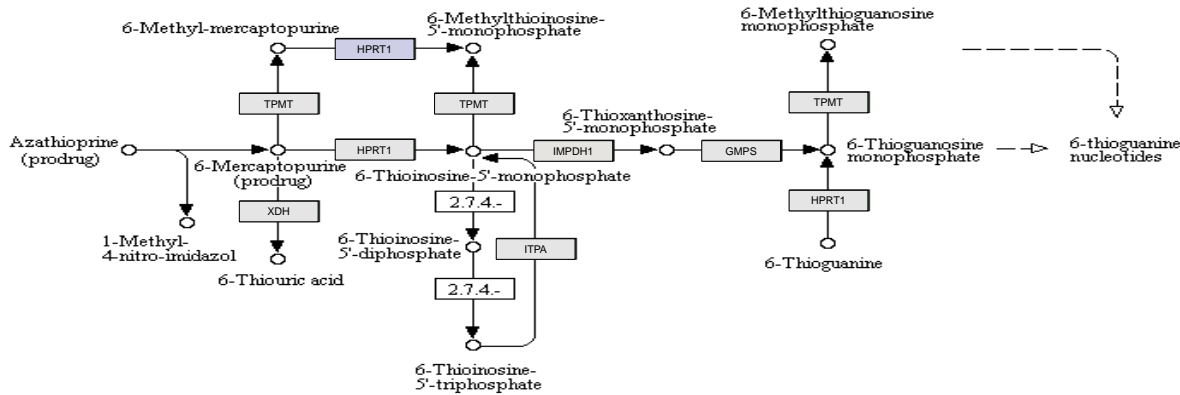 6-Methyl-mercaptopurine
6-Methylthioinosine-
5'-monophosphate
6-Methylthioguanosine
monophosphate
HPRT1
TPMT
TPMT
TPMT
6-Thioxanthosine-
5'-monophosphate
Azathioprine
(prodrug)
HPRT1
IMPDH1
GMPS
6-Thioguanosine
monophosphate
6-thioguanine
nucleotides
6-Mercaptopurine
(prodrug)
6-Thioinosine-5'-monophosphate
2.7.4.-
HPRT1
XDH
1-Methyl-
4-nitro-imidazol
6-Thioinosine-
5'-diphosphate
ITPA
6-Thioguanine
6-Thiouric acid
2.7.4.-
6-Thioinosine-
5'-triphosphate